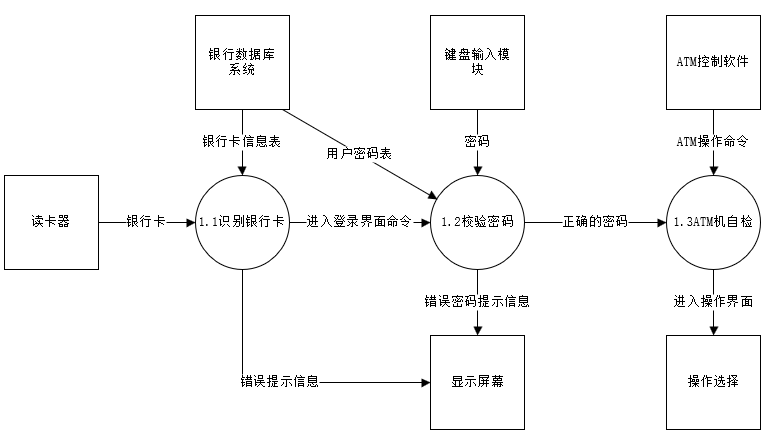 银行数据库
系统
键盘输入模
块
ATM控制软件
银行卡信息表
用户密码表
密码
ATM操作命令
读卡器
银行卡
1.1识别银行卡
进入登录界面命令
1.2校验密码
正确的密码
1.3ATM机自检
错误密码提示信息
进入操作界面
错误提示信息
显示屏幕
操作选择